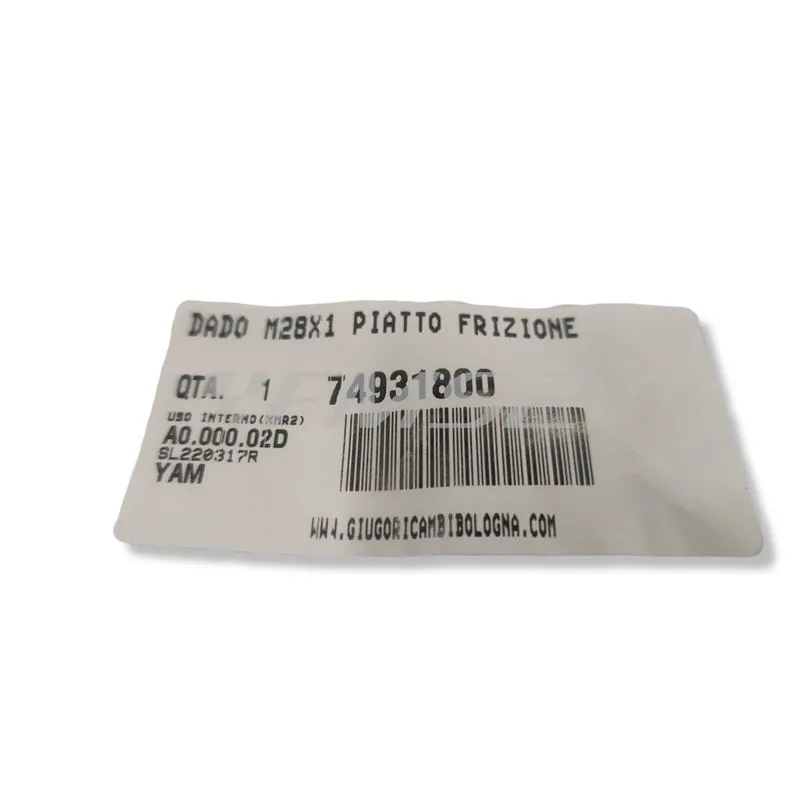 DADO M28X1 PIATTO FRIZIONE
QTA. 1 74931800
USO INTERNO(XMR2)
A0.000.02D
SL220317R
YAM
WWW.GIUGORICAMBIBOLOGNA.COM